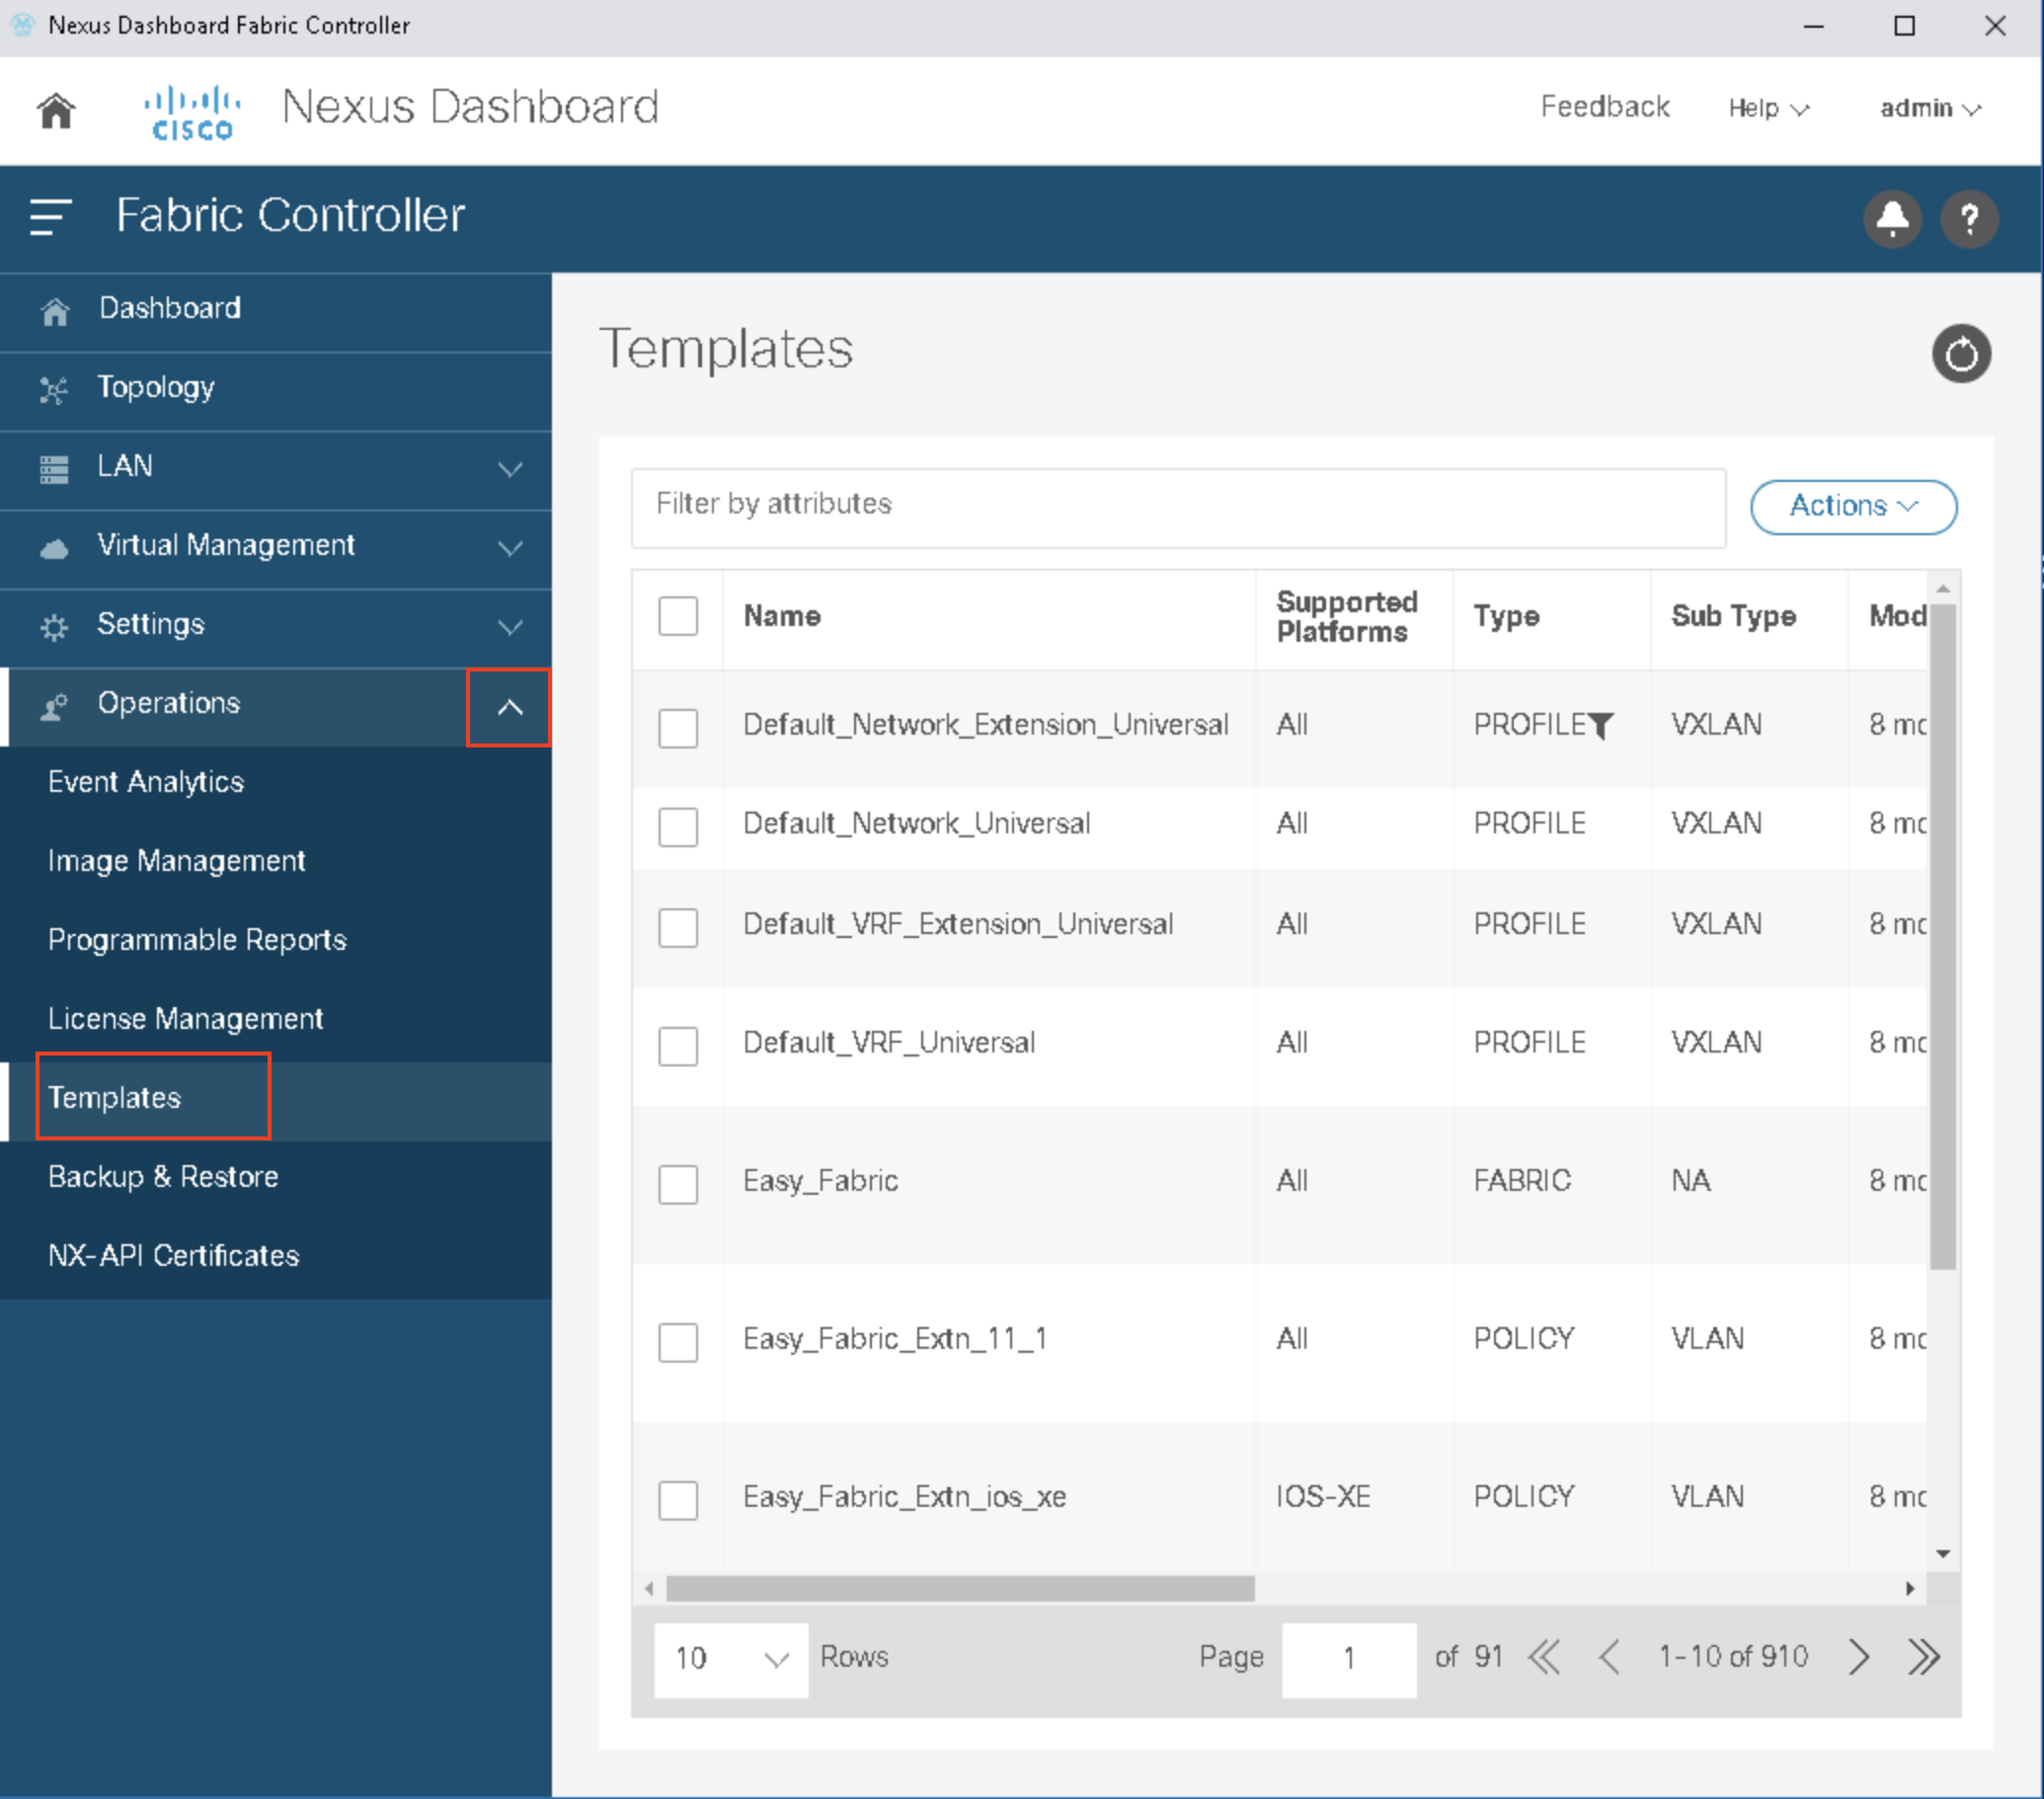 Nexus Dashboard Fabric Controller
CISCO Nexus Dashboard Feedback Help admin
Fabric Controller
Dashboard
Topology
LAN
Virtual Management
Settings
Operations
Event Analytics
Image Management
Programmable Reports
License Management
Templates
Backup & Restore
NX-API Certificates
Templates
Filter by attributes Actions
Name Supported Platforms Type Sub Type Mod
Default_Network_Extension_Universal All PROFILE VXLAN 8 mo
Default_Network_Universal All PROFILE VXLAN 8 mo
Default_VRF_Extension_Universal All PROFILE VXLAN 8 mo
Default_VRF_Universal All PROFILE VXLAN 8 mo
Easy_Fabric All FABRIC NA 8 mo
Easy_Fabric_Extn_11_1 All POLICY VLAN 8 mo
Easy_Fabric_Extn_ios_xe IOS-XE POLICY VLAN 8 mo
10 Rows Page 1 of 91 1-10 of 910